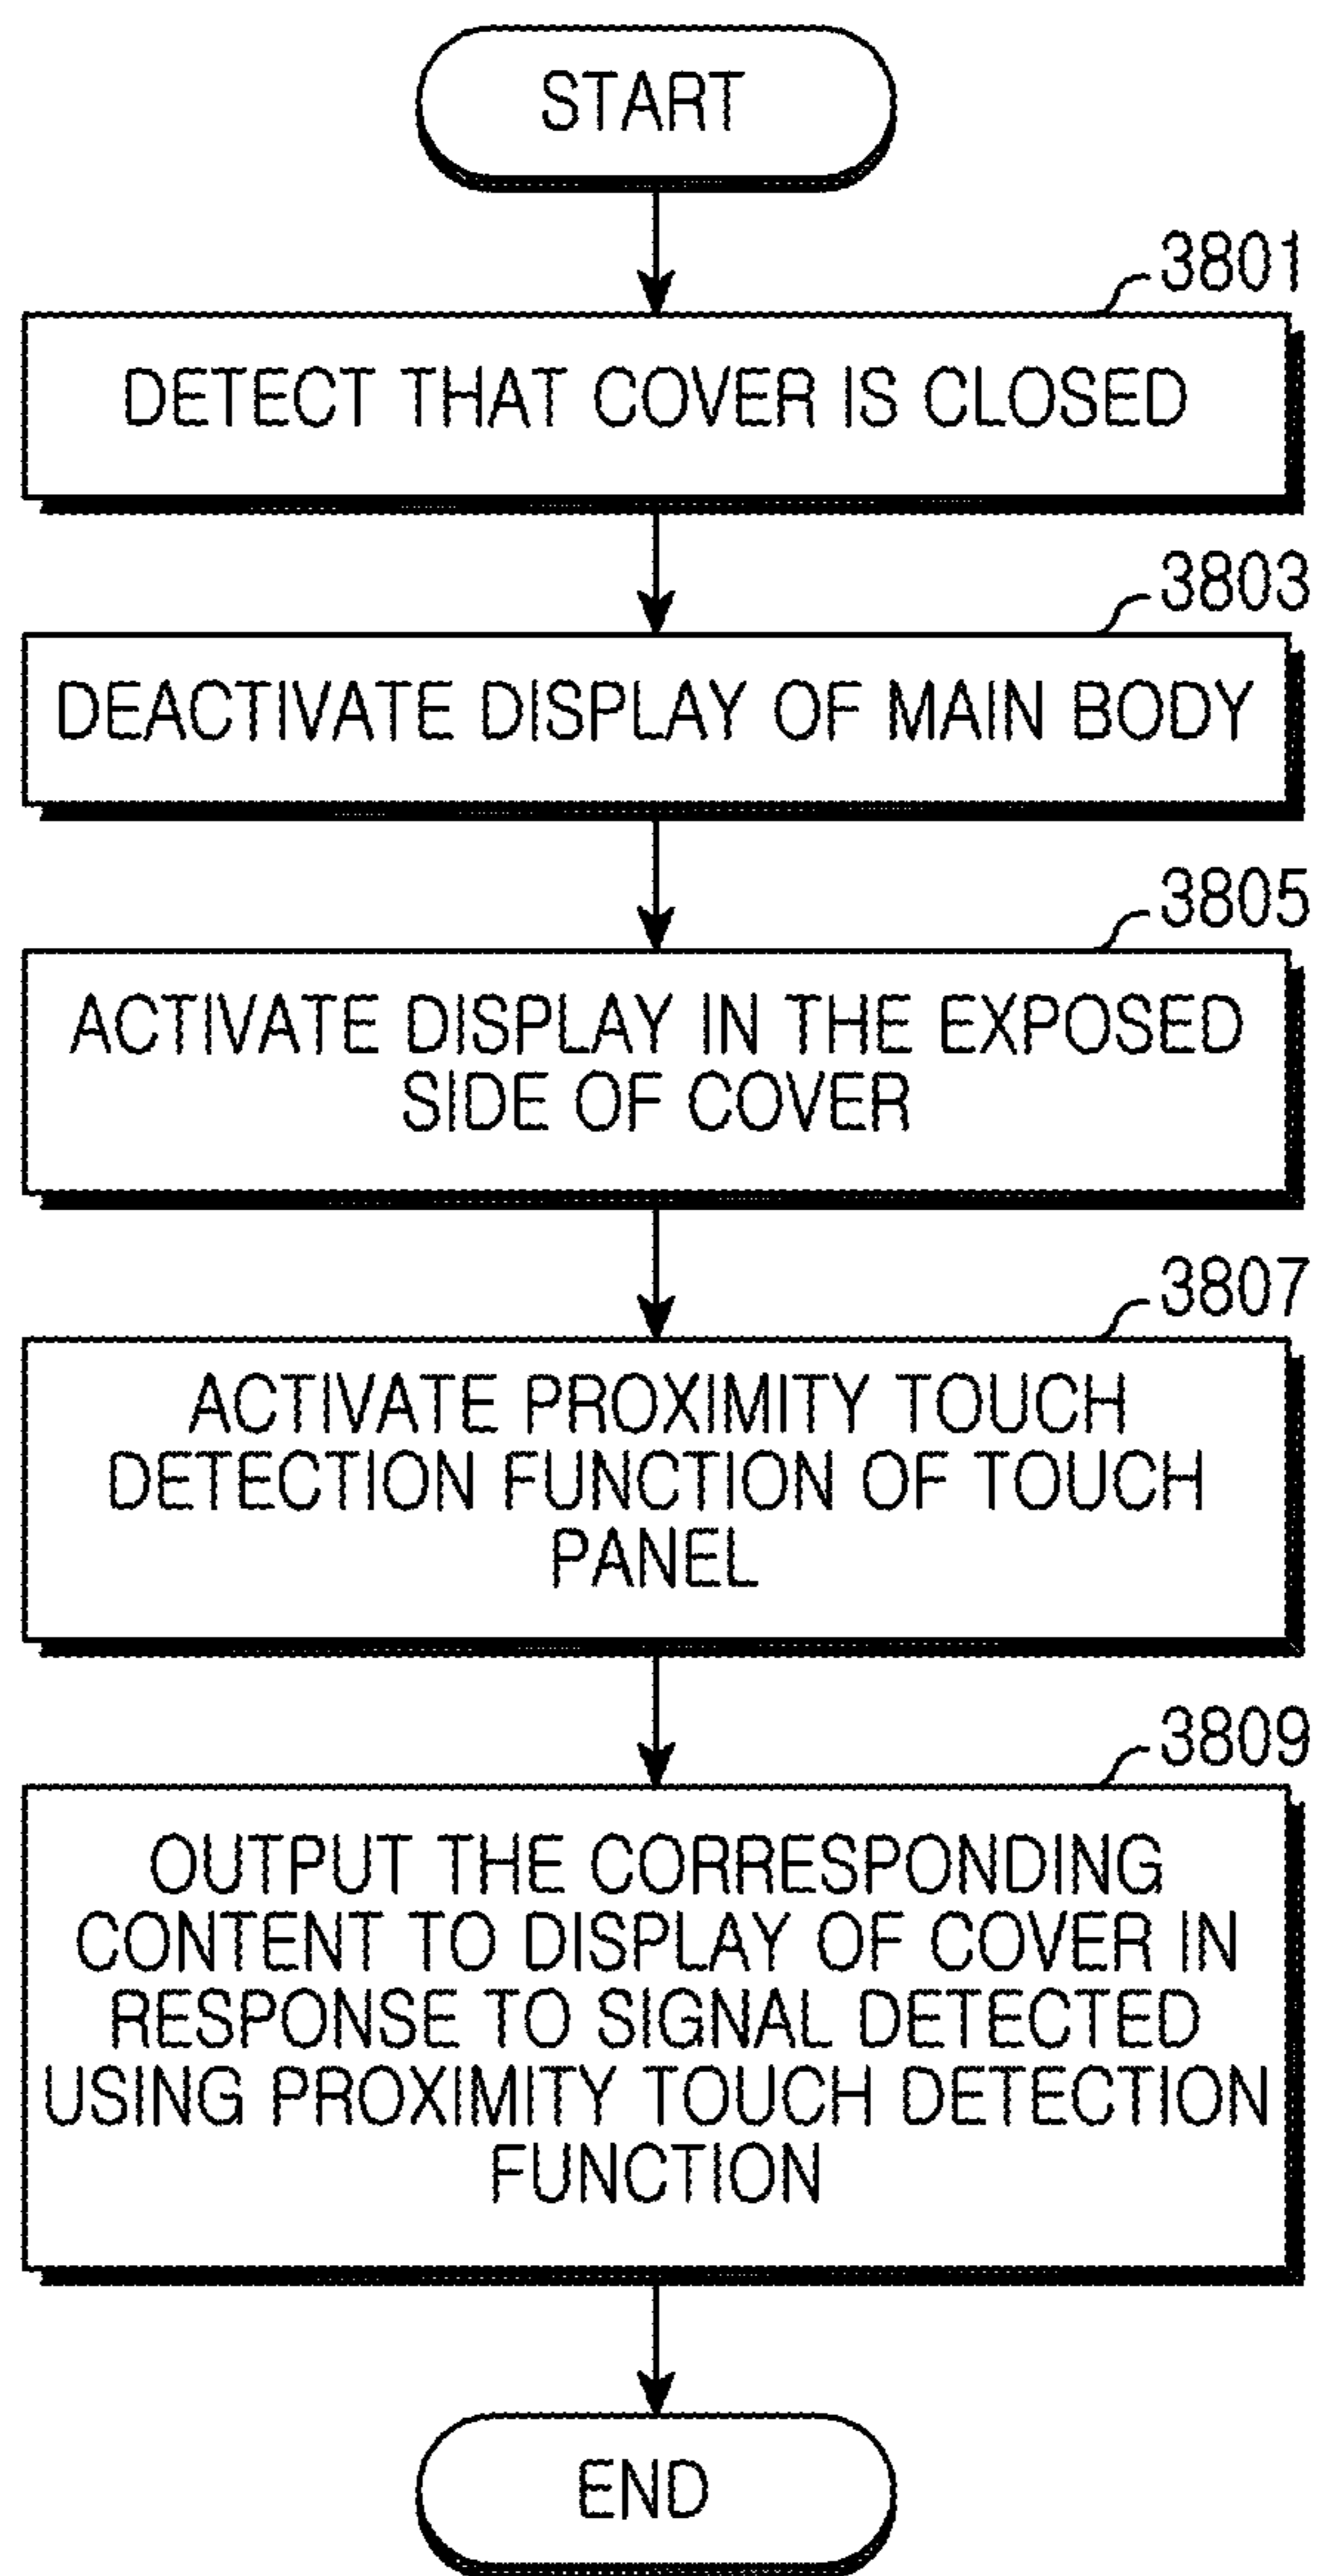 START
3801
DETECT THAT COVER IS CLOSED
3803
DEACTIVATE DISPLAY OF MAIN BODY
3805
ACTIVATE DISPLAY IN THE EXPOSED
SIDE OF COVER
3807
ACTIVATE PROXIMITY TOUCH
DETECTION FUNCTION OF TOUCH
PANEL
3809
OUTPUT THE CORRESPONDING
CONTENT TO DISPLAY OF COVER IN
RESPONSE TO SIGNAL DETECTED
USING PROXIMITY TOUCH DETECTION
FUNCTION
END